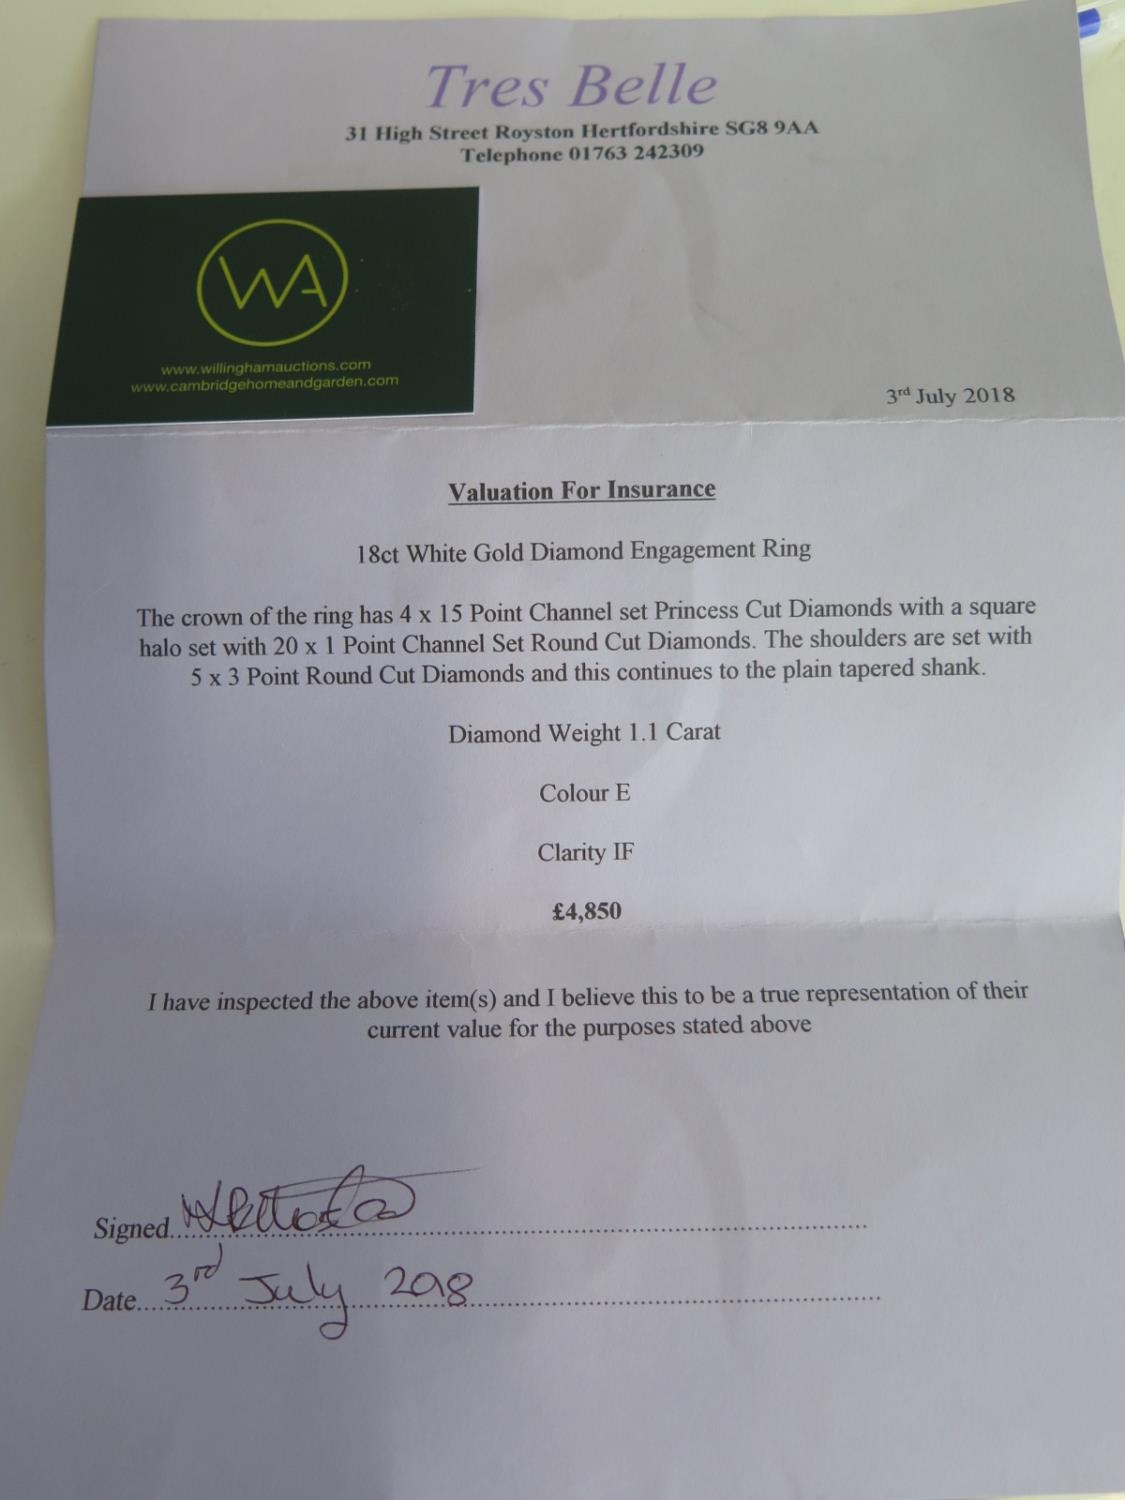 Tres Belle
31 High Street Royston Hertfordshire SG8 9AA
Telephone 01763 242309
WA
www.willinghamauctions.com
www.cambridgehomeandgarden.com
3rd July 2018
Valuation For Insurance
18ct White Gold Diamond Engagement Ring
The crown of the ring has 4 x 15 Point Channel set Princess Cut Diamonds with a square
halo set with 20 x 1 Point Channel Set Round Cut Diamonds. The shoulders are set with
5 x 3 Point Round Cut Diamonds and this continues to the plain tapered shank.
Diamond Weight 1.1 Carat
Colour E
Clarity IF
£4,850
I have inspected the above item(s) and I believe this to be a true representation of their
current value for the purposes stated above
Signed
Date 3rd July 2018